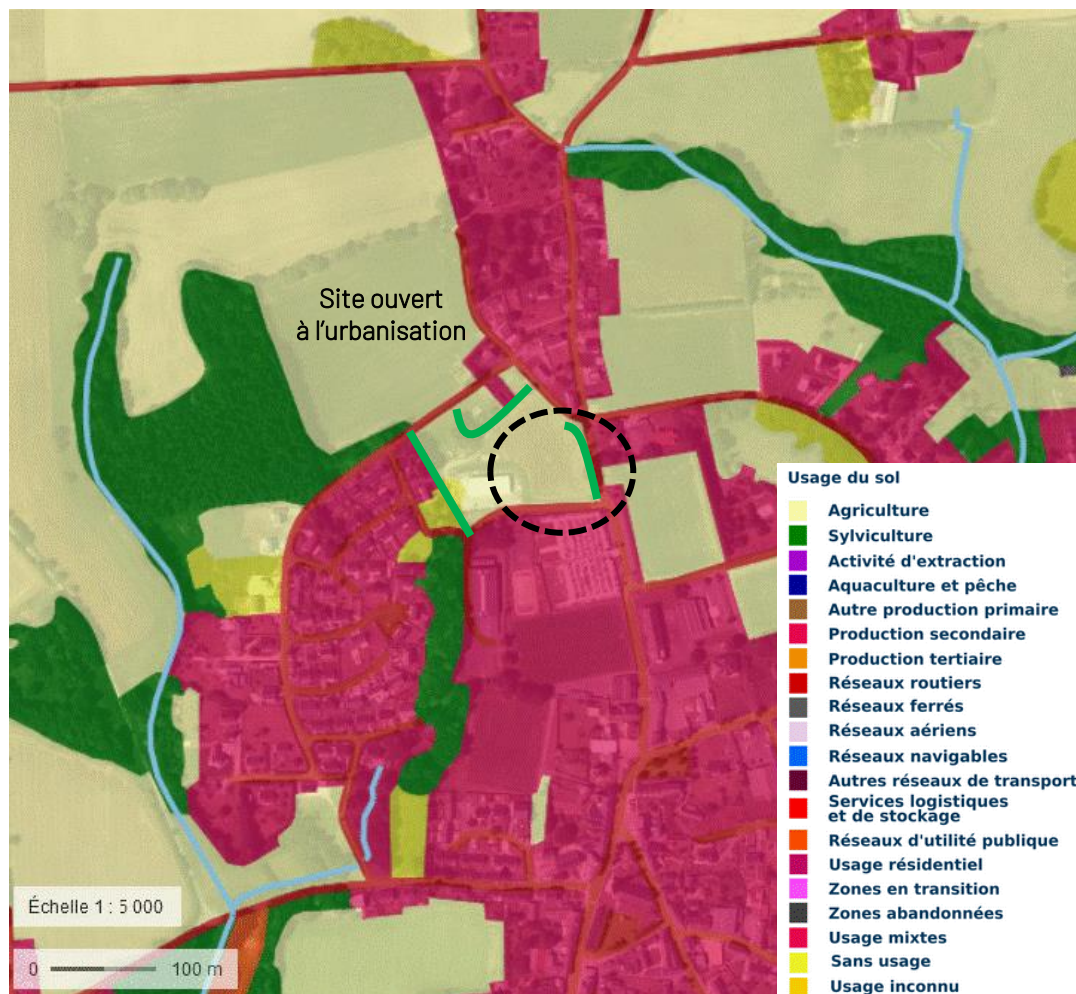 Site ouvert
à l'urbanisation
Usage du sol
Agriculture
Sylviculture
Activité d'extraction
Aquaculture et pêche
Autre production primaire
Production secondaire
Production tertiaire
Réseaux routiers
Réseaux ferrés
Réseaux aériens
Réseaux navigables
Autres réseaux de transport
Services logistiques
et de stockage
Réseaux d'utilité publique
Usage résidentiel
Zones en transition
Zones abandonnées
Usage mixtes
Sans usage
Usage inconnu
Échelle 1 : 5 000
0 100 m